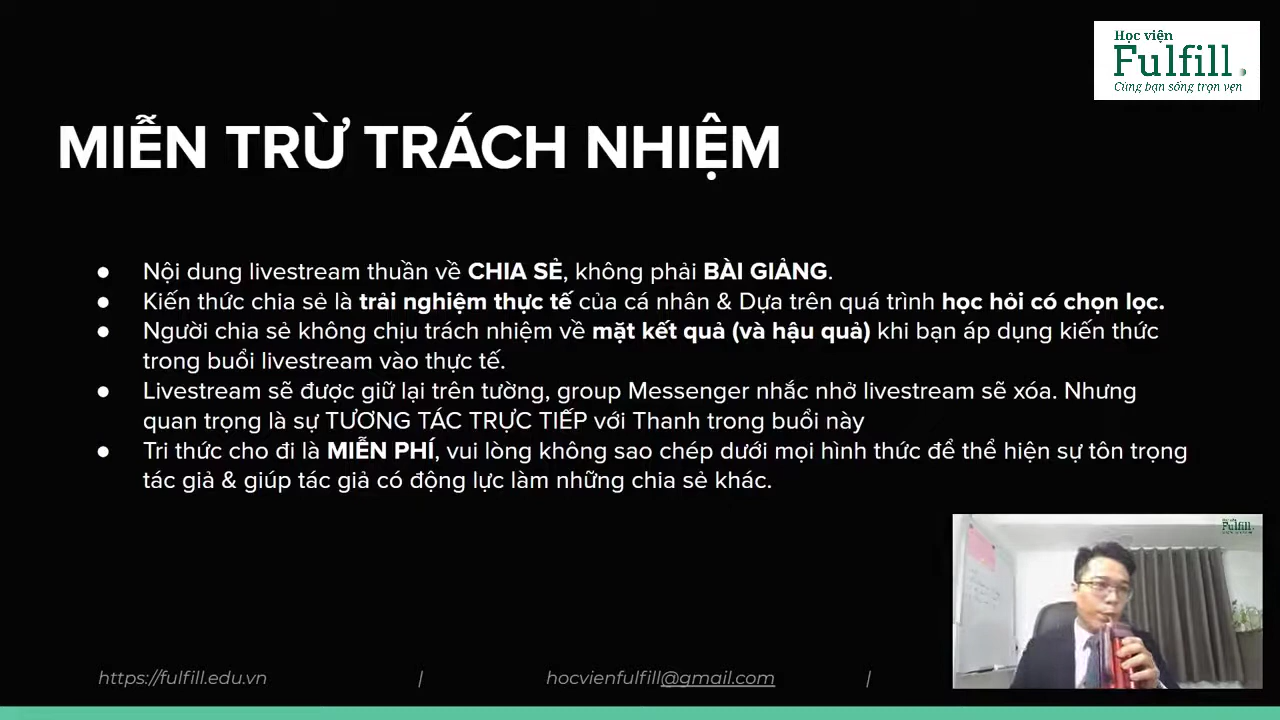 Học viện
Fulfill.
Cùng bạn sống trọn vẹn
MIỄN TRỪ TRÁCH NHIỆM
● Nội dung livestream thuần về CHIA SẺ, không phải BÀI GIẢNG.
● Kiến thức chia sẻ là trải nghiệm thực tế của cá nhân & Dựa trên quá trình học hỏi có chọn lọc.
● Người chia sẻ không chịu trách nhiệm về mặt kết quả (và hậu quả) khi bạn áp dụng kiến thức
trong buổi livestream vào thực tế.
● Livestream sẽ được giữ lại trên tường, group Messenger nhắc nhở livestream sẽ xóa. Nhưng
quan trọng là sự TƯƠNG TÁC TRỰC TIẾP với Thanh trong buổi này
● Tri thức cho đi là MIỄN PHÍ, vui lòng không sao chép dưới mọi hình thức để thể hiện sự tôn trọng
tác giả & giúp tác giả có động lực làm những chia sẻ khác.
Fulfill.
https://fulfill.edu.vn | hocvienfulfill@gmail.com |